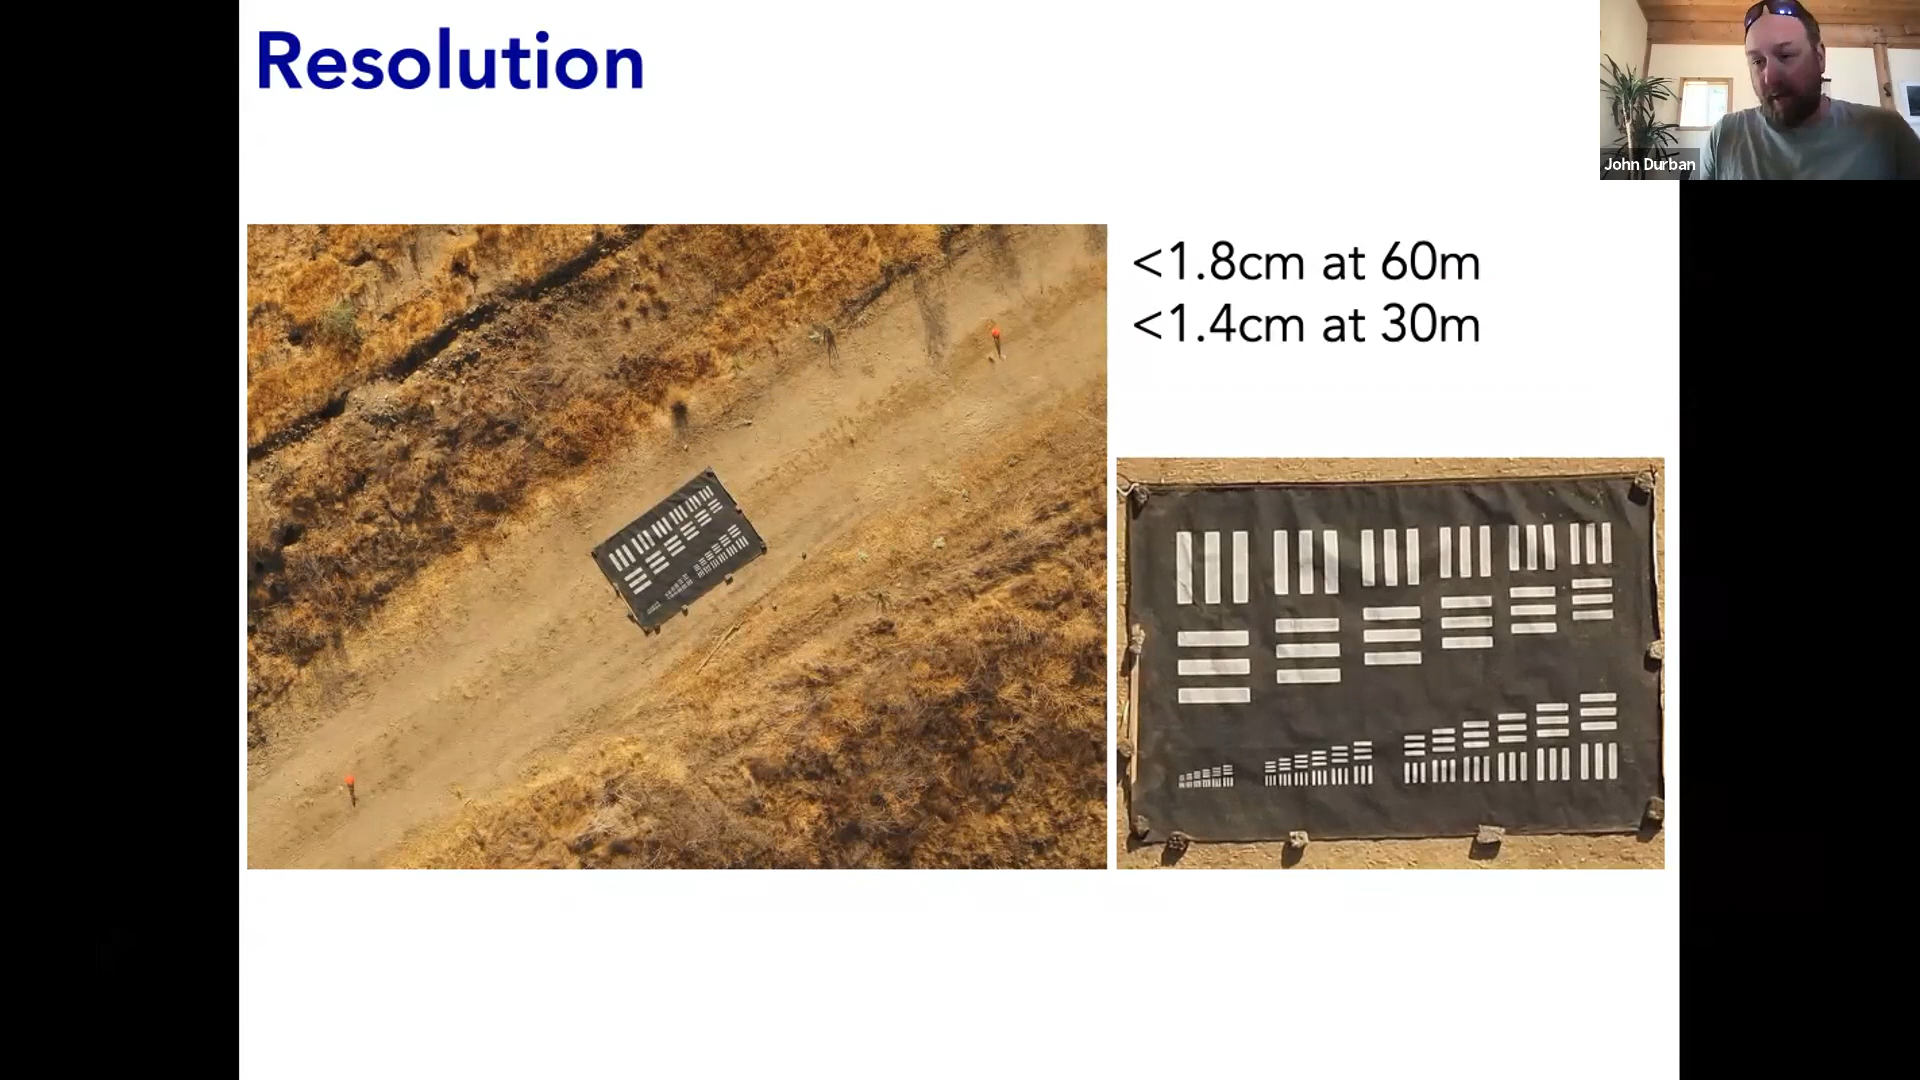 Resolution
John Durban
<1.8cm at 60m
<1.4cm at 30m